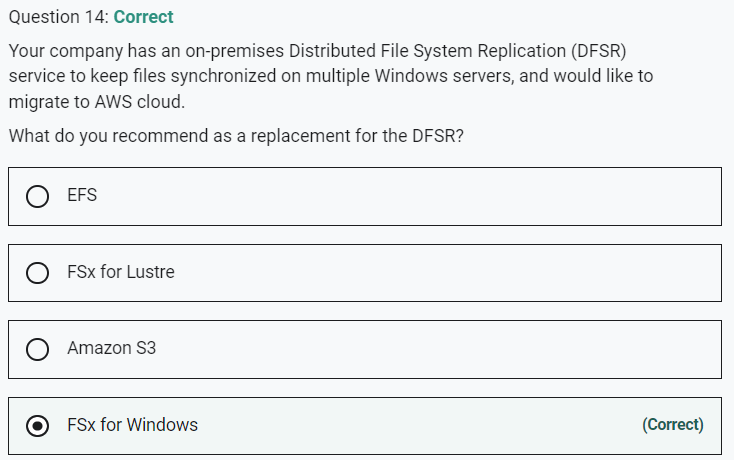 Question 14: Correct
Your company has an on-premises Distributed File System Replication (DFSR)
service to keep files synchronized on multiple Windows servers, and would like to
migrate to AWS cloud.
What do you recommend as a replacement for the DFSR?
EFS
FSx for Lustre
Amazon S3
FSx for Windows (Correct)